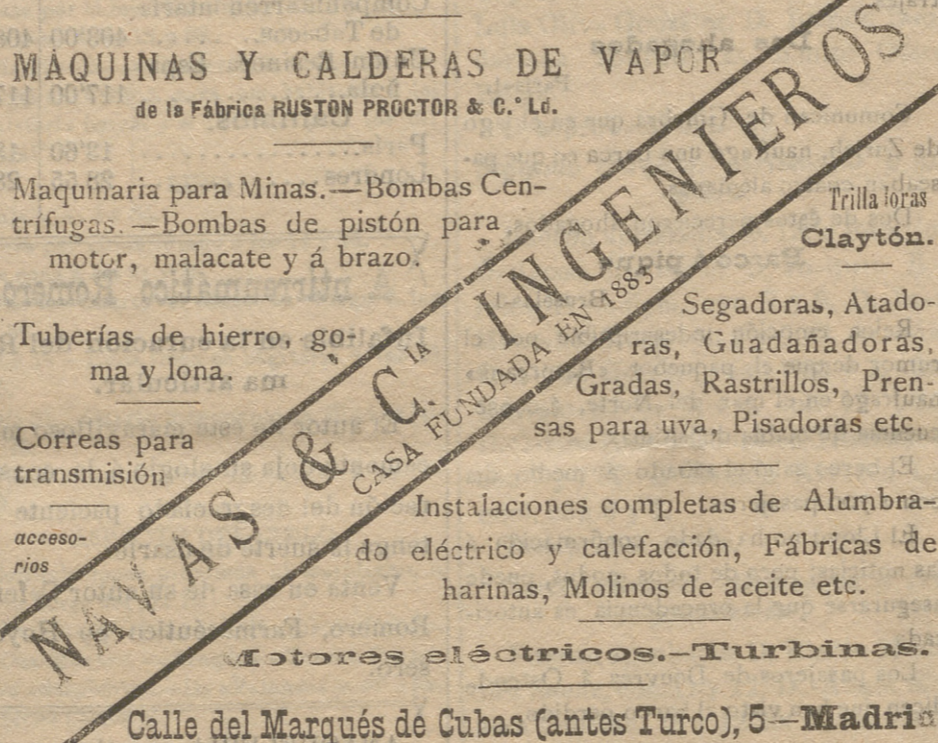 MÁQUINAS Y CALDERAS DE VAPOR
de la Fábrica RUSTON PROCTOR & C.ª Ld.
Maquinaria para Minas.—Bombas Cen-
trífugas.—Bombas de pistón para
motor, malacate y á brazo.
Tuberías de hierro, go-
ma y lona.
Correas para
transmisión
acceso-
rios
NAVAS & C.IA INGENIEROS
CASA FUNDADA EN 1883
Trilladoras
Claytón.
Segadoras, Atado-
ras, Guadañadoras,
Gradas, Rastrillos, Pren-
sas para uva, Pisadoras etc.
Instalaciones completas de Alumbra-
do eléctrico y calefacción, Fábricas de
harinas, Molinos de aceite etc.
Motores eléctricos.—Turbinas.
Calle del Marqués de Cubas (antes Turco), 5—Madrid